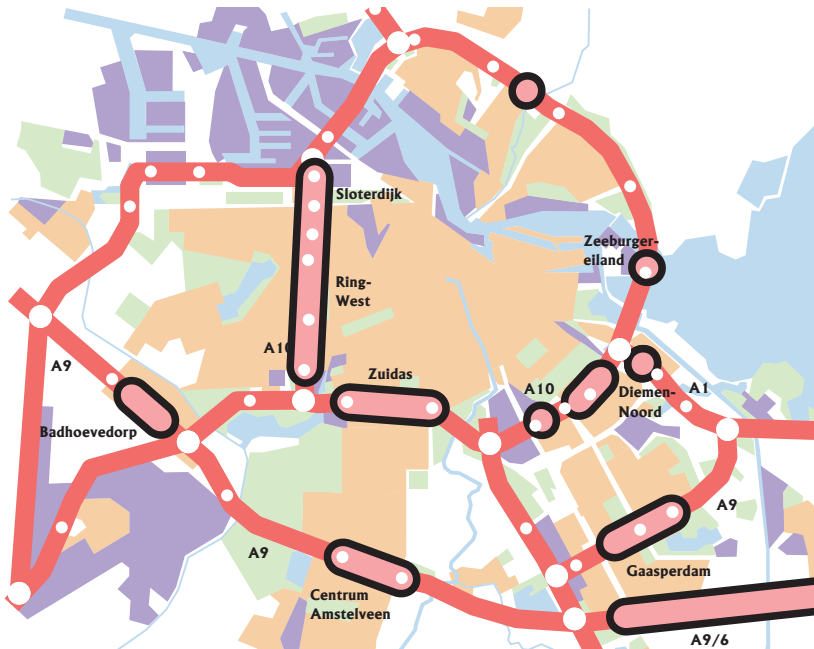 Sloterdijk
Zeeburger-
eiland
Ring-
West
A10
A9
Zuidas
A10
Diemen-
Noord
A1
Badhoevedorp
A9
A9
Gaasperdam
Centrum
Amstelveen
A9/6